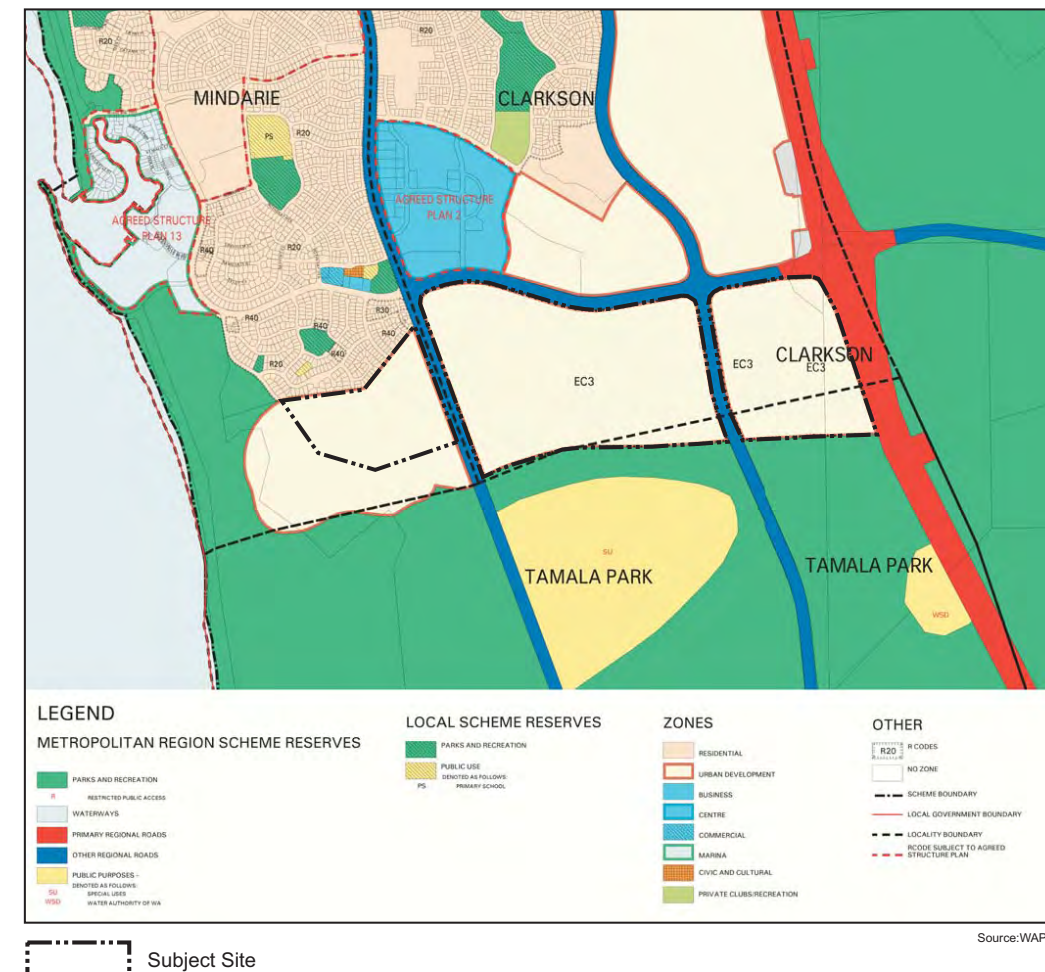 R20
R20
MINDARIE
CLARKSON
PS
R20
AGREED STRUCTURE
PLAN 2
AGREED STRUCTURE
PLAN 13
R40
R20
R40
R40
R30
R40
R40
R20
CLARKSON
EC3
EC3
EC3
SU
TAMALA PARK
TAMALA PARK
WSD
LEGEND
METROPOLITAN REGION SCHEME RESERVES
PARKS AND RECREATION
R RESTRICTED PUBLIC ACCESS
WATERWAYS
PRIMARY REGIONAL ROADS
OTHER REGIONAL ROADS
PUBLIC PURPOSES -
DENOTED AS FOLLOWS:
SU SPECIAL USES
WSD WATER AUTHORITY OF WA
LOCAL SCHEME RESERVES
PARKS AND RECREATION
PUBLIC USE
DENOTED AS FOLLOWS:
PS PRIMARY SCHOOL
ZONES
RESIDENTIAL
URBAN DEVELOPMENT
BUSINESS
CENTRE
COMMERCIAL
MARINA
CIVIC AND CULTURAL
PRIVATE CLUBS/RECREATION
OTHER
R20 R CODES
NO ZONE
SCHEME BOUNDARY
LOCAL GOVERNMENT BOUNDARY
LOCALITY BOUNDARY
RCODE SUBJECT TO AGREED
STRUCTURE PLAN
Source:WAP
Subject Site